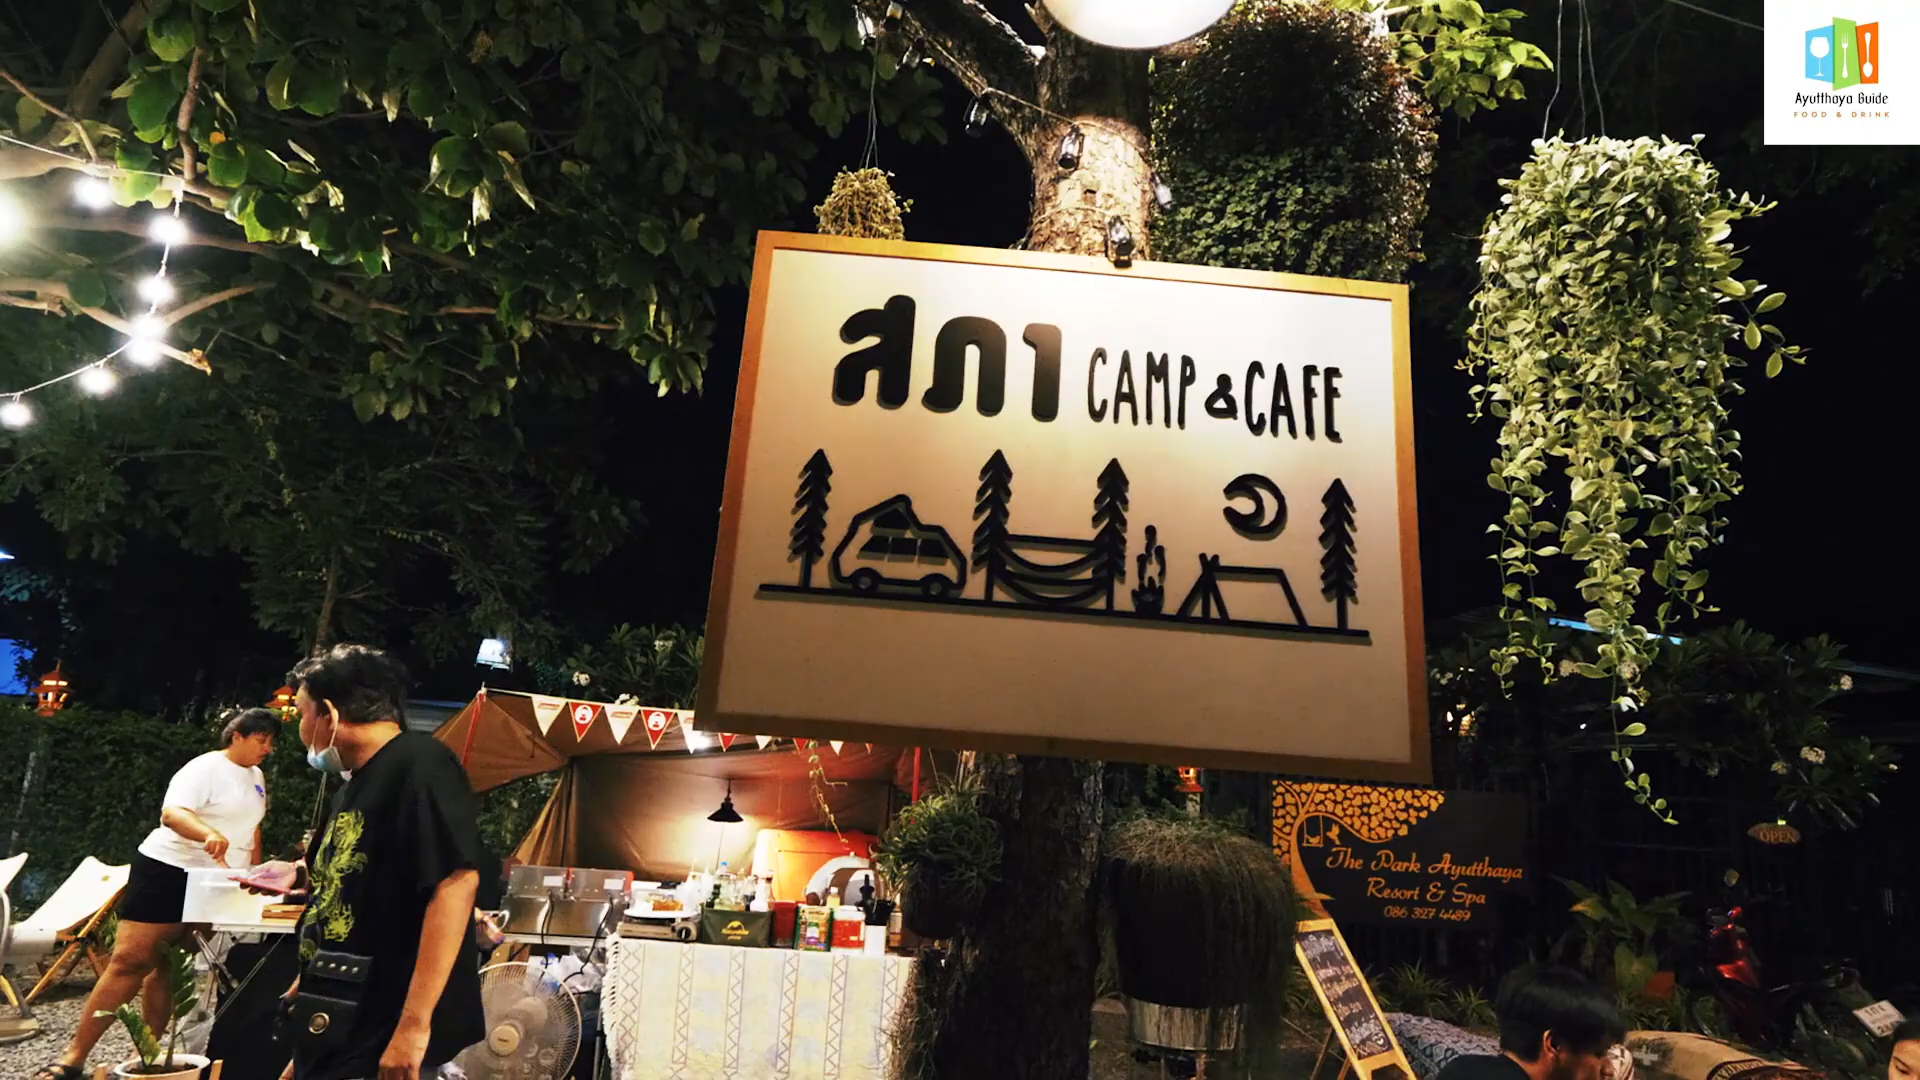 Ayutthaya Guide
FOOD & DRINK
สภา CAMP & CAFE
The Park Ayutthaya
Resort & Spa
086 327 4489
OPEN